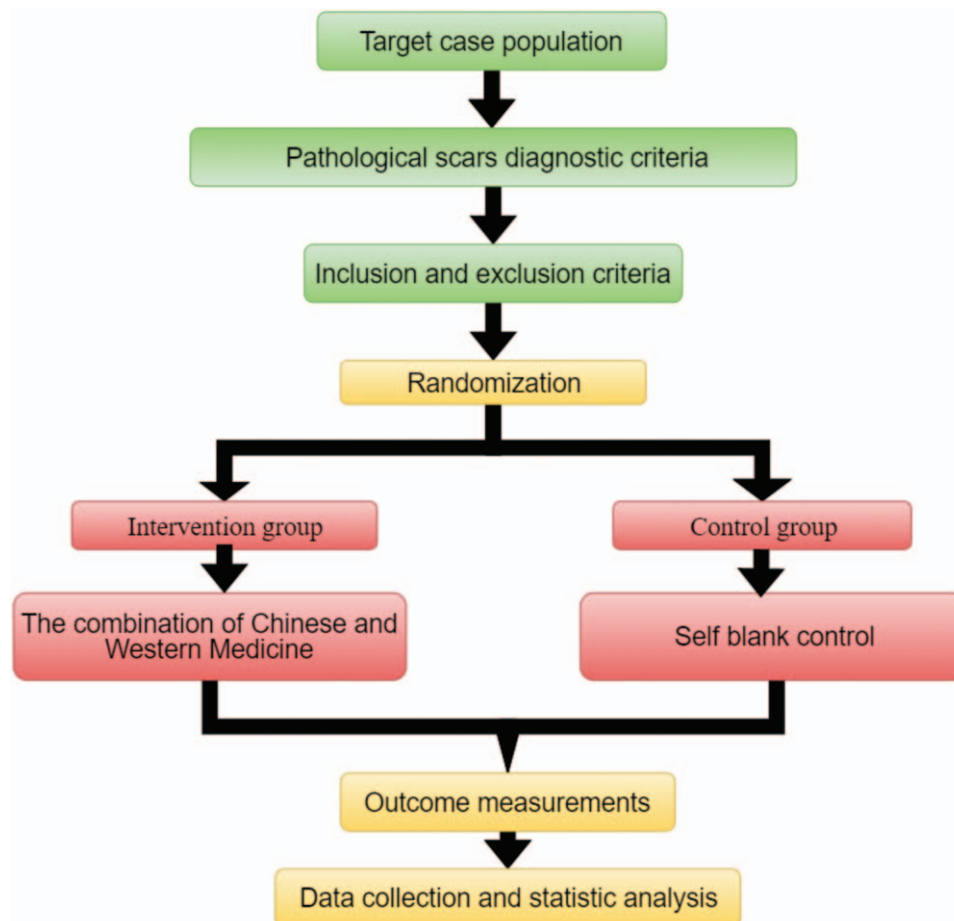 Target case population
Pathological scars diagnostic criteria
Inclusion and exclusion criteria
Randomization
Intervention group
Control group
The combination of Chinese and
Western Medicine
Self blank control
Outcome measurements
Data collection and statistic analysis